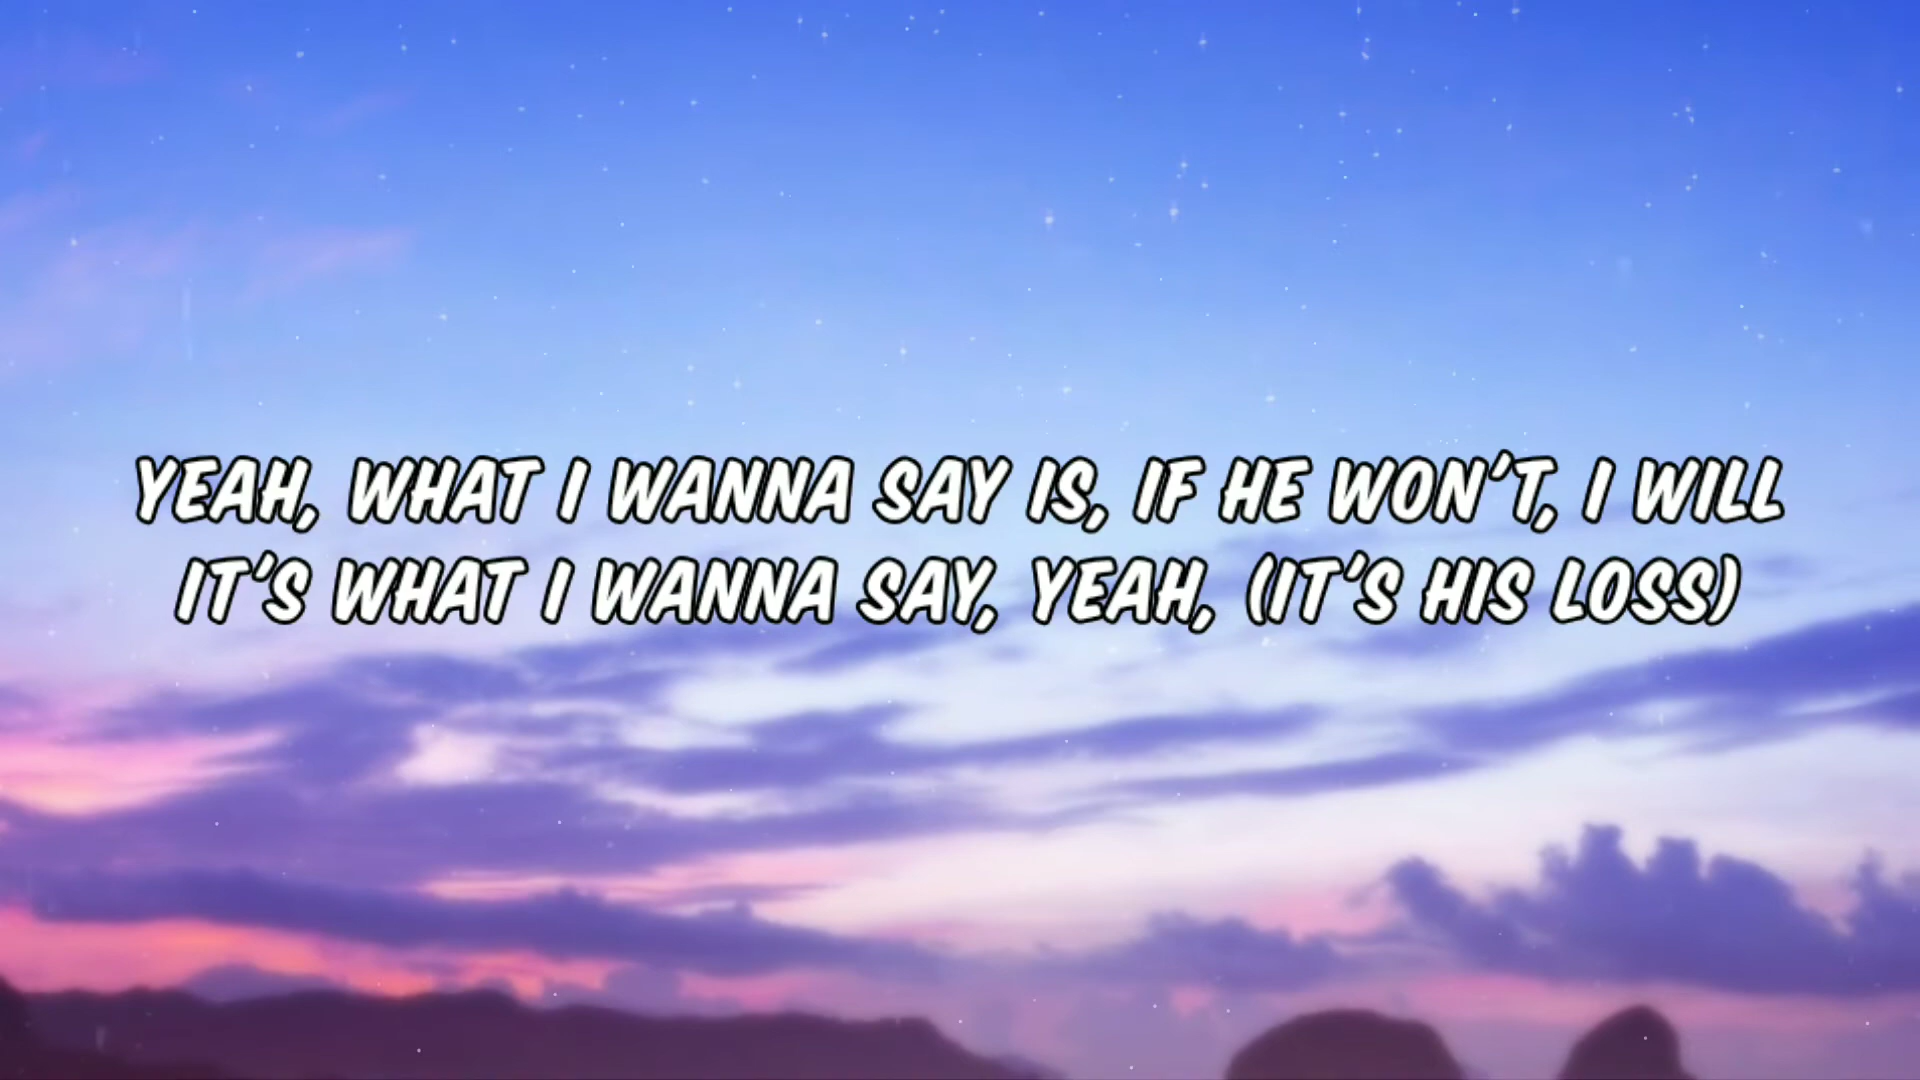 YEAH, WHAT I WANNA SAY IS, IF HE WON'T, I WILL
IT'S WHAT I WANNA SAY, YEAH, (IT'S HIS LOSS)